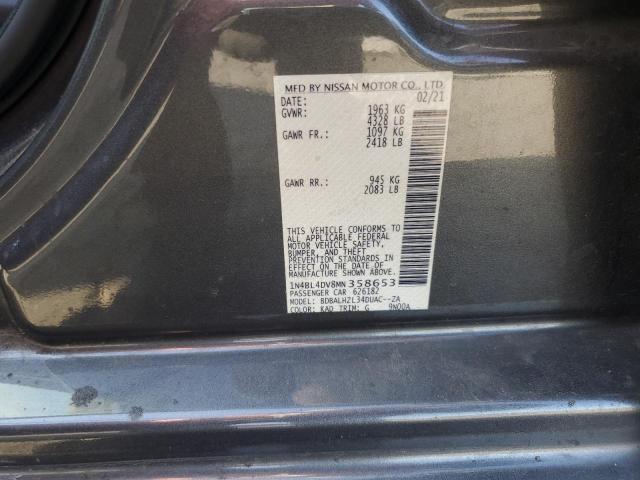 MFD BY NISSAN MOTOR CO., LTD.
DATE: 02/21
GVWR: 1963 KG
4328 LB
GAWR FR.: 1097 KG
2418 LB
GAWR RR.: 945 KG
2083 LB
THIS VEHICLE CONFORMS TO
ALL APPLICABLE FEDERAL
MOTOR VEHICLE SAFETY,
BUMPER, AND THEFT
PREVENTION STANDARDS IN
EFFECT ON THE DATE OF
MANUFACTURE SHOWN ABOVE.
1N4BL4DV8MN 358653
PASSENGER CAR 626182
MODEL: BDBALHZL34DUAC--ZA
COLOR: KAD TRIM: G 9N00A